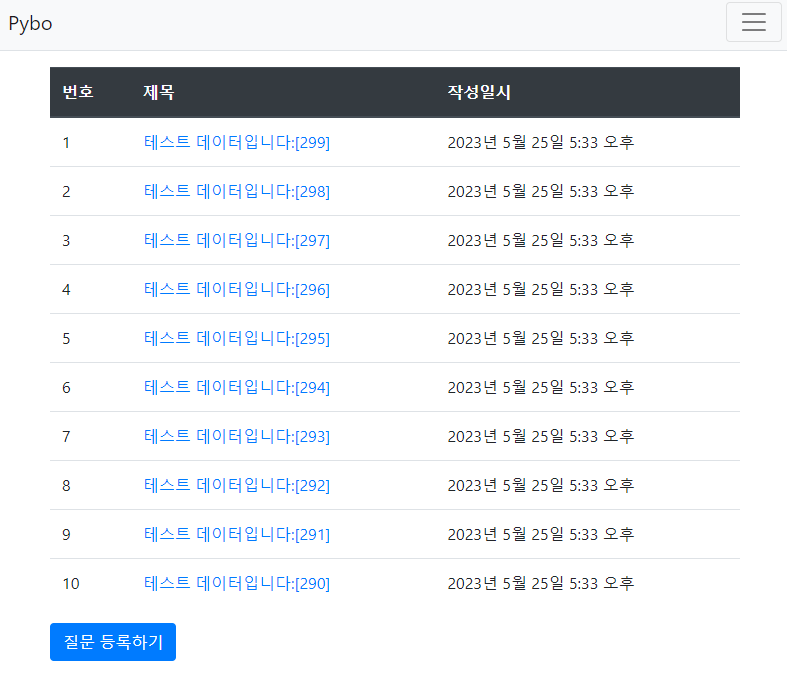 Pybo
번호 제목 작성일시
1 테스트 데이터입니다:[299] 2023년 5월 25일 5:33 오후
2 테스트 데이터입니다:[298] 2023년 5월 25일 5:33 오후
3 테스트 데이터입니다:[297] 2023년 5월 25일 5:33 오후
4 테스트 데이터입니다:[296] 2023년 5월 25일 5:33 오후
5 테스트 데이터입니다:[295] 2023년 5월 25일 5:33 오후
6 테스트 데이터입니다:[294] 2023년 5월 25일 5:33 오후
7 테스트 데이터입니다:[293] 2023년 5월 25일 5:33 오후
8 테스트 데이터입니다:[292] 2023년 5월 25일 5:33 오후
9 테스트 데이터입니다:[291] 2023년 5월 25일 5:33 오후
10 테스트 데이터입니다:[290] 2023년 5월 25일 5:33 오후
질문 등록하기